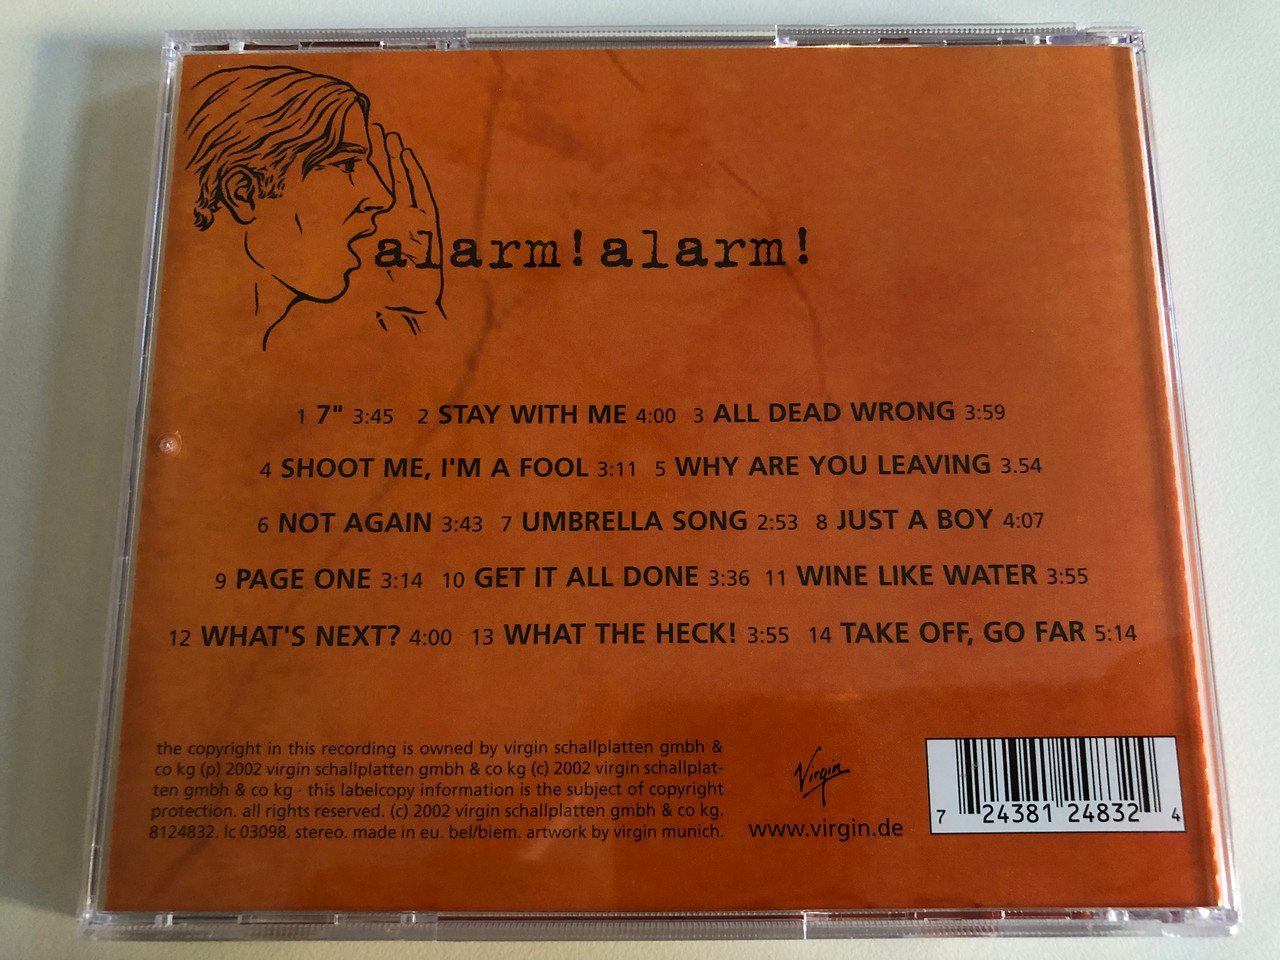 alarm!alarm!
1 7" 3:45 2 STAY WITH ME 4:00 3 ALL DEAD WRONG 3:59
4 SHOOT ME, I'M A FOOL 3:11 5 WHY ARE YOU LEAVING 3.54
6 NOT AGAIN 3:43 7 UMBRELLA SONG 2:53 8 JUST A BOY 4:07
9 PAGE ONE 3:14 10 GET IT ALL DONE 3:36 11 WINE LIKE WATER 3:55
12 WHAT'S NEXT? 4:00 13 WHAT THE HECK! 3:55 14 TAKE OFF, GO FAR 5:14
the copyright in this recording is owned by virgin schallplatten gmbh &
co kg (p) 2002 virgin schallplatten gmbh & co kg (c) 2002 virgin schallplat-
ten gmbh & co kg · this labelcopy information is the subject of copyright
protection. all rights reserved. (c) 2002 virgin schallplatten gmbh & co kg.
8124832. lc 03098. stereo. made in eu. bel/biem. artwork by virgin munich.
Virgin
www.virgin.de
7 24381 24832 4